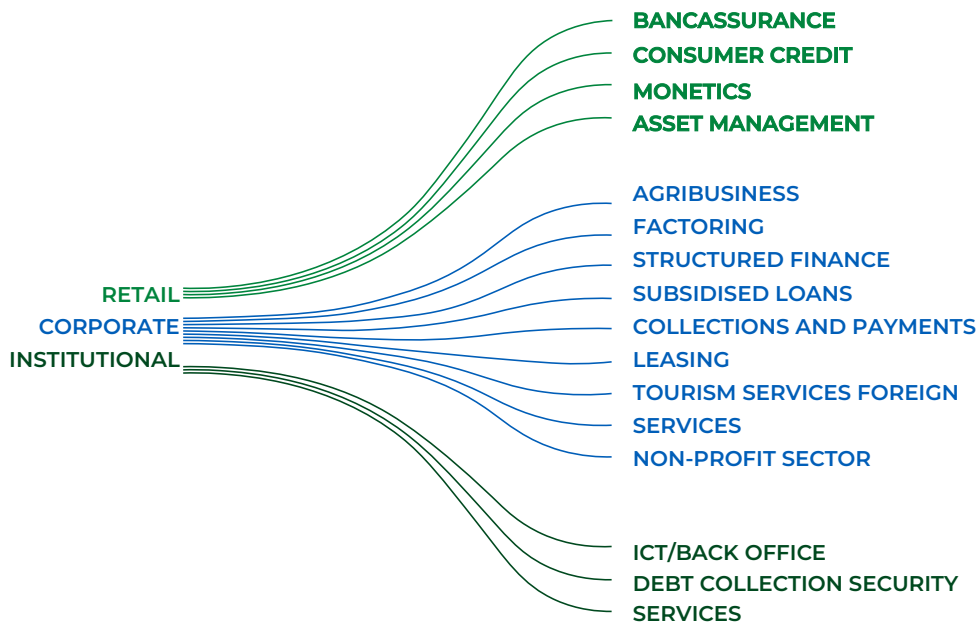 BANCASSURANCE
CONSUMER CREDIT
MONETICS
ASSET MANAGEMENT
AGRIBUSINESS
FACTORING
STRUCTURED FINANCE
SUBSIDISED LOANS
COLLECTIONS AND PAYMENTS
LEASING
TOURISM SERVICES FOREIGN
SERVICES
NON-PROFIT SECTOR
RETAIL
CORPORATE
INSTITUTIONAL
ICT/BACK OFFICE
DEBT COLLECTION SECURITY
SERVICES